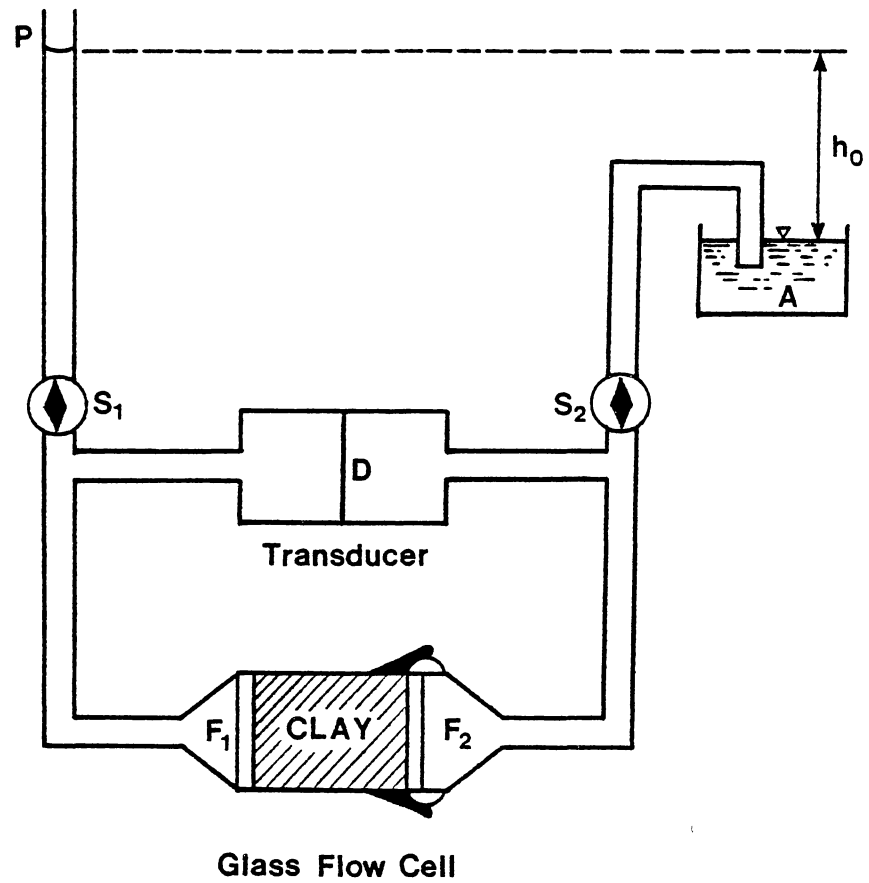 P
h₀
A
S₁
S₂
D
Transducer
F₁
CLAY
F₂
Glass Flow Cell